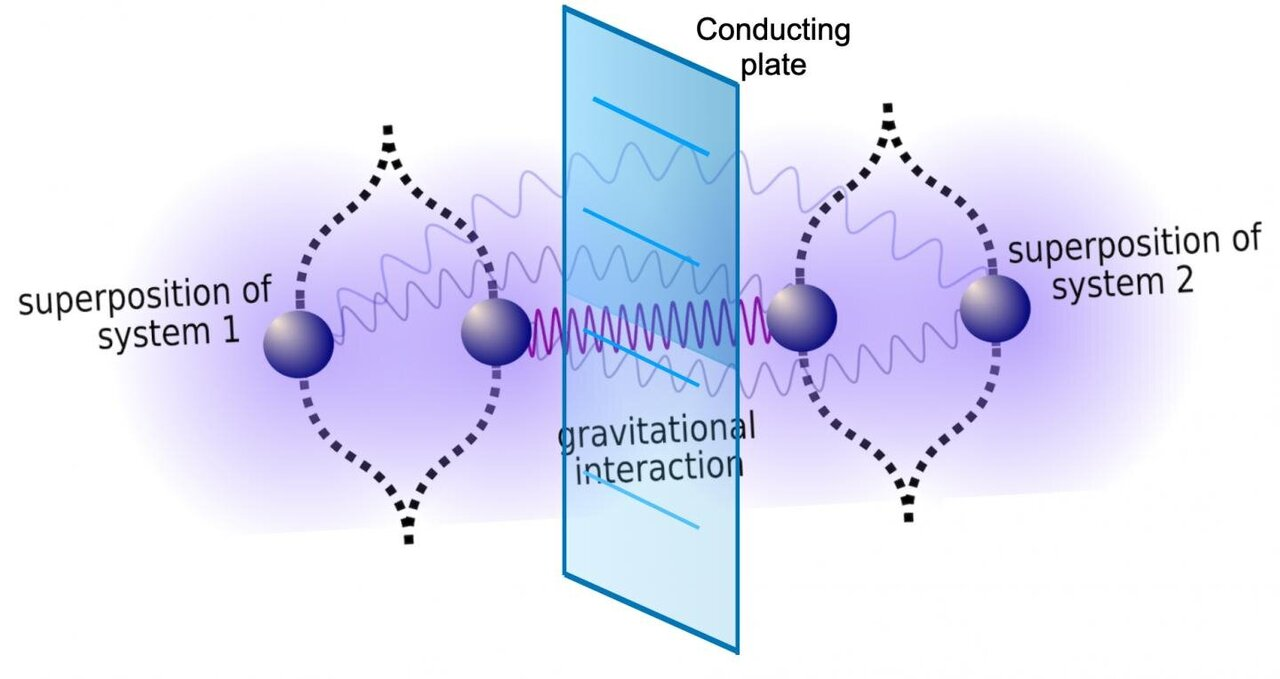 Conducting
plate
superposition of
system 1
superposition of
system 2
gravitational
interaction